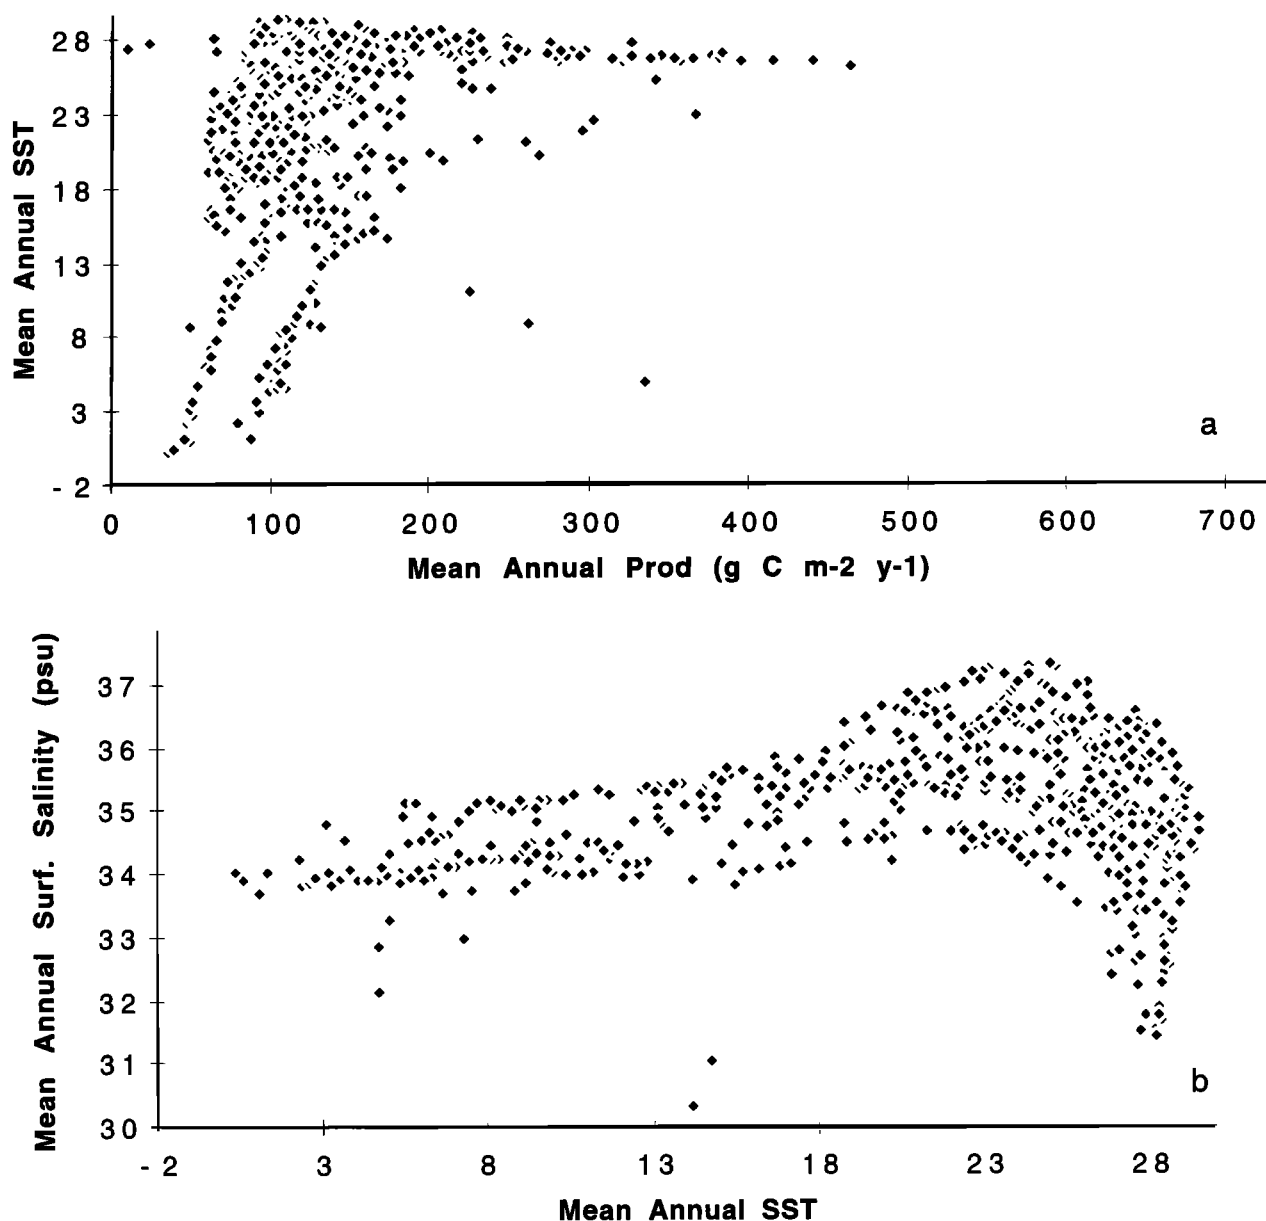 28
23
18
13
8
3
- 2
Mean Annual SST
a
0 100 200 300 400 500 600 700
Mean Annual Prod (g C m-2 y-1)
37
36
35
34
33
32
31
30
Mean Annual Surf. Salinity (psu)
b
- 2 3 8 13 18 23 28
Mean Annual SST